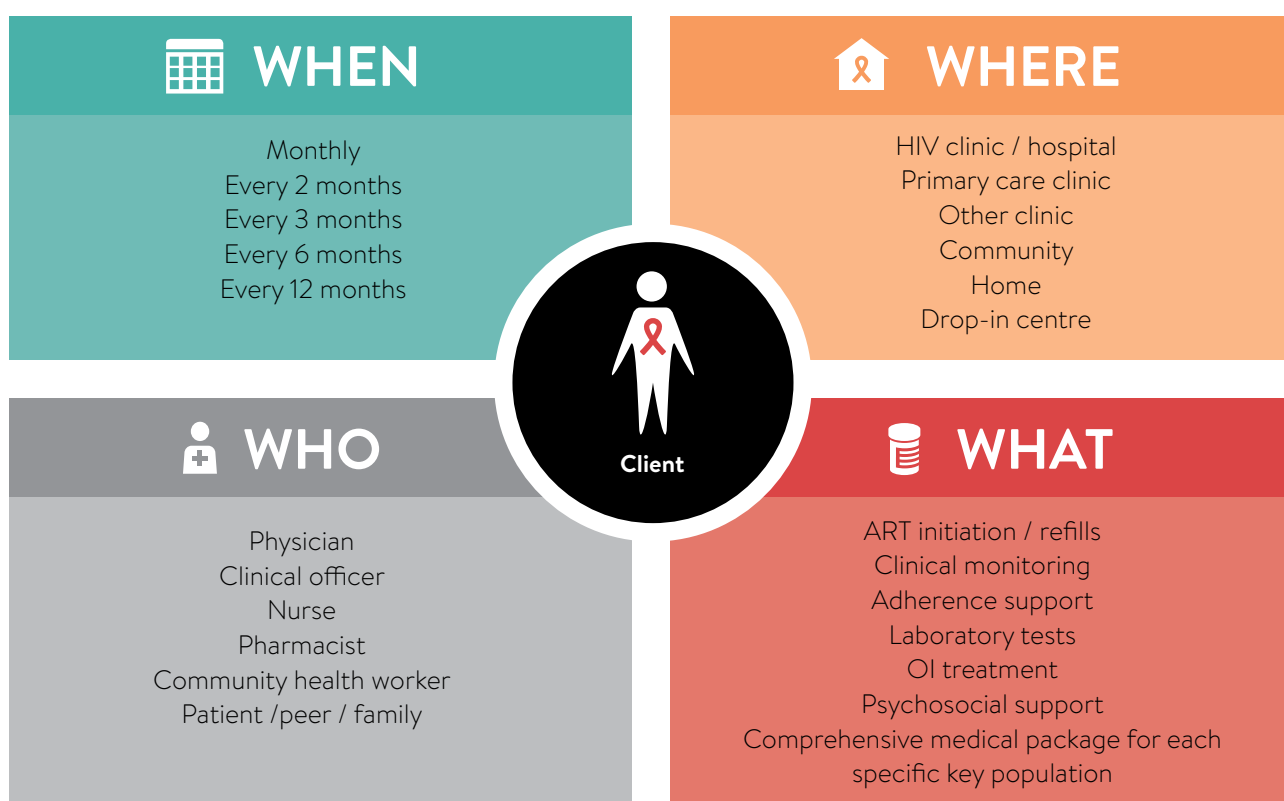 WHEN
Monthly
Every 2 months
Every 3 months
Every 6 months
Every 12 months
WHERE
HIV clinic / hospital
Primary care clinic
Other clinic
Community
Home
Drop-in centre
Client
WHO
Physician
Clinical officer
Nurse
Pharmacist
Community health worker
Patient /peer / family
WHAT
ART initiation / refills
Clinical monitoring
Adherence support
Laboratory tests
OI treatment
Psychosocial support
Comprehensive medical package for each
specific key population